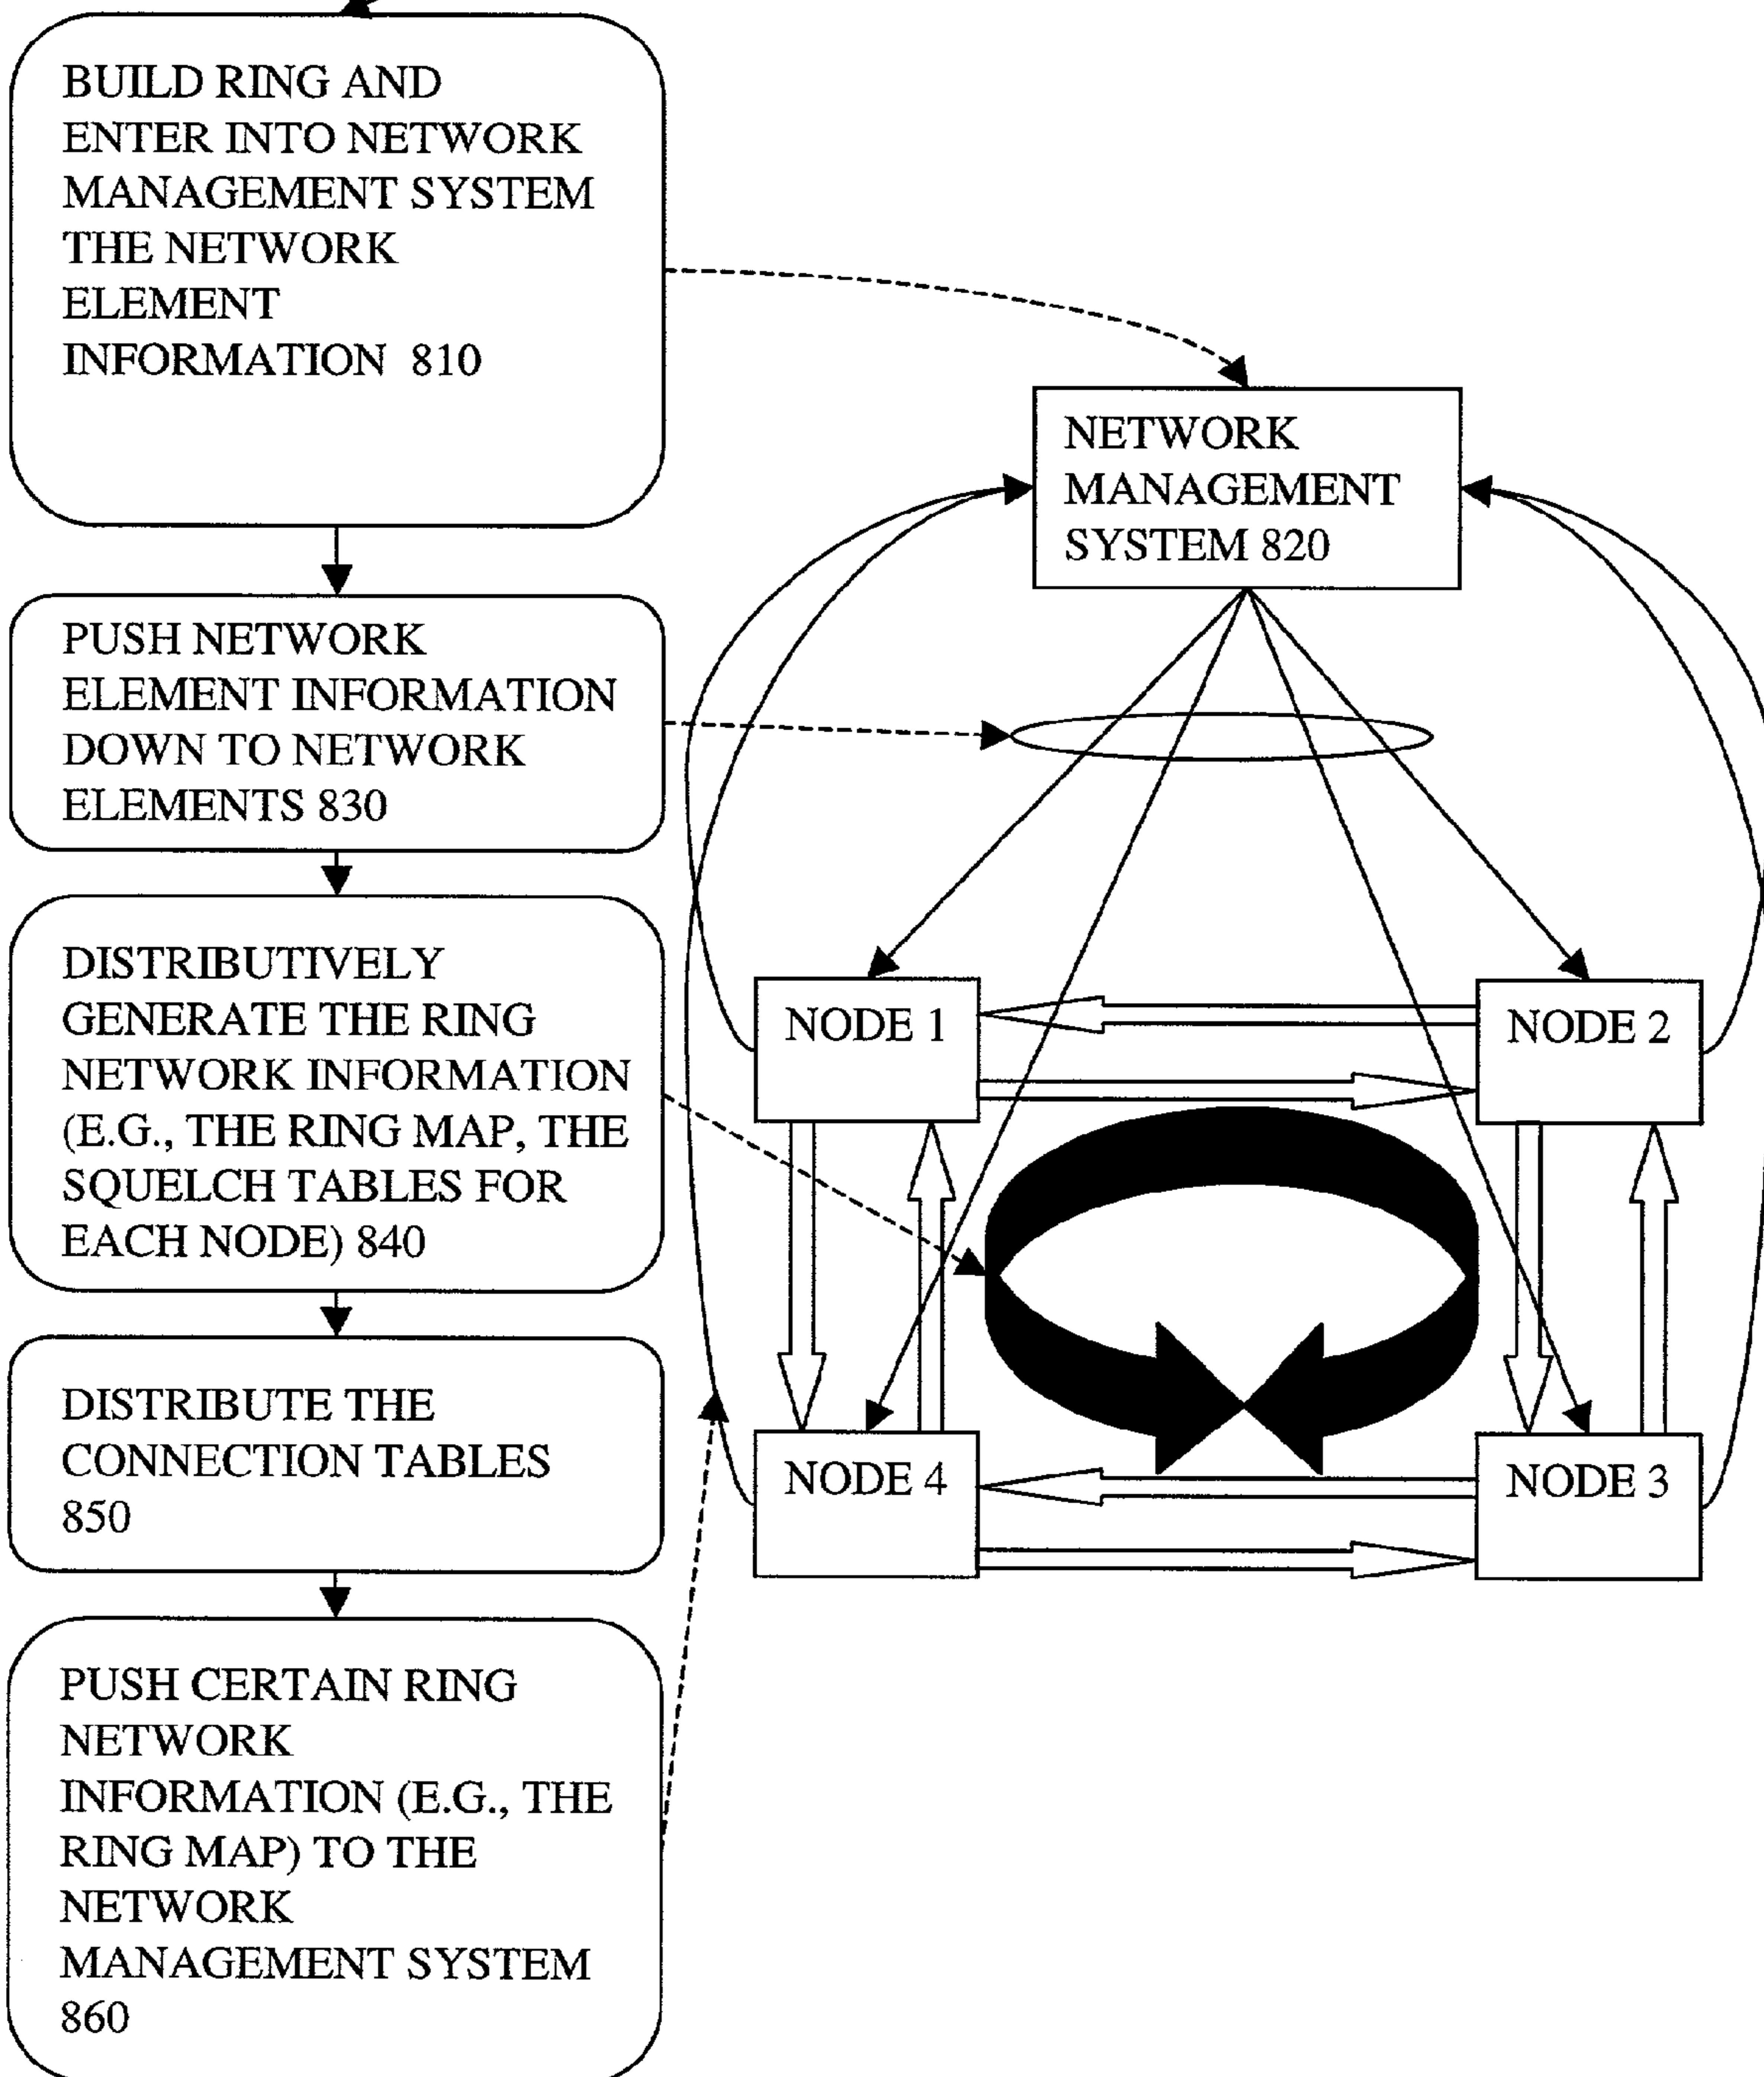 BUILD RING AND
ENTER INTO NETWORK
MANAGEMENT SYSTEM
THE NETWORK
ELEMENT
INFORMATION 810
NETWORK
MANAGEMENT
SYSTEM 820
PUSH NETWORK
ELEMENT INFORMATION
DOWN TO NETWORK
ELEMENTS 830
DISTRIBUTIVELY
GENERATE THE RING
NETWORK INFORMATION
(E.G., THE RING MAP, THE
SQUELCH TABLES FOR
EACH NODE) 840
NODE 1
NODE 2
DISTRIBUTE THE
CONNECTION TABLES
850
NODE 4
NODE 3
PUSH CERTAIN RING
NETWORK
INFORMATION (E.G., THE
RING MAP) TO THE
NETWORK
MANAGEMENT SYSTEM
860